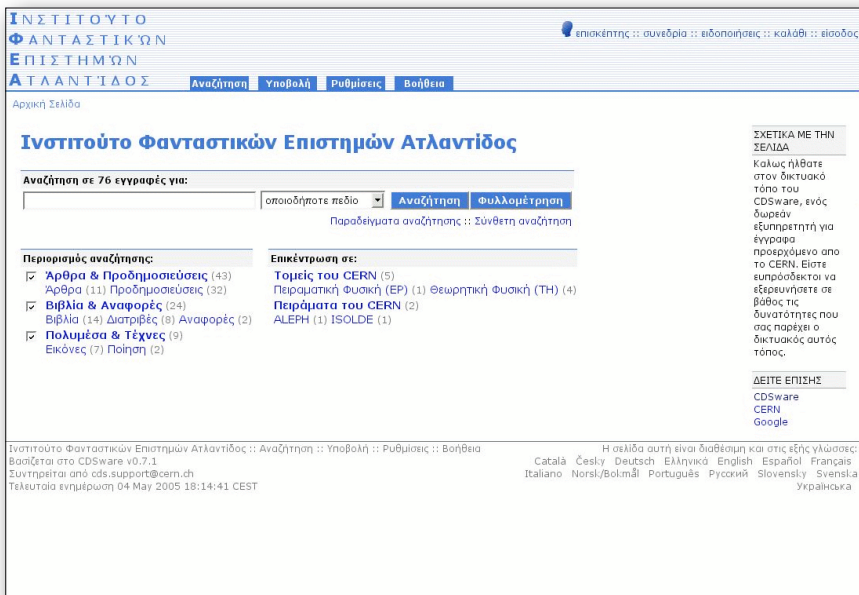 ΙΝΣΤΙΤΟΎΤΟ
ΦΑΝΤΑΣΤΙΚΏΝ
ΕΠΙΣΤΗΜΏΝ
ΑΤΛΑΝΤΊΔΟΣ
επισκέπτης :: συνεδρία :: ειδοποιήσεις :: καλάθι :: είσοδος
Αναζήτηση Υποβολή Ρυθμίσεις Βοήθεια
Αρχική Σελίδα
Ινστιτούτο Φανταστικών Επιστημών Ατλαντίδος
Αναζήτηση σε 76 εγγραφές για:
οποιοδήποτε πεδίο Αναζήτηση Φυλλομέτρηση
Παραδείγματα αναζήτησης :: Σύνθετη αναζήτηση
Περιορισμός αναζήτησης:
Άρθρα & Προδημοσιεύσεις (43)
Άρθρα (11) Προδημοσιεύσεις (32)
Βιβλία & Αναφορές (24)
Βιβλία (14) Διατριβές (8) Αναφορές (2)
Πολυμέσα & Τέχνες (9)
Εικόνες (7) Ποίηση (2)
Επικέντρωση σε:
Τομείς του CERN (5)
Πειραματική Φυσική (EP) (1) Θεωρητική Φυσική (TH) (4)
Πειράματα του CERN (2)
ALEPH (1) ISOLDE (1)
ΣΧΕΤΙΚΑ ΜΕ ΤΗΝ
ΣΕΛΙΔΑ
Καλως ήλθατε
στον δικτυακό
τόπο του
CDSware, ενός
δωρεάν
εξυπηρετητή για
έγγραφα
προερχόμενο απο
το CERN. Είστε
ευπρόσδεκτοι να
εξερευνήσετε σε
βάθος τις
δυνατότητες που
σας παρέχει ο
δικτυακός αυτός
τόπος.
ΔΕΙΤΕ ΕΠΙΣΗΣ
CDSware
CERN
Google
Ινστιτούτο Φανταστικών Επιστημών Ατλαντίδος :: Αναζήτηση :: Υποβολή :: Ρυθμίσεις :: Βοήθεια
Βασίζεται στο CDSware v0.7.1
Συντηρείται από cds.support@cern.ch
Τελευταία ενημέρωση 04 May 2005 18:14:41 CEST
Η σελίδα αυτή είναι διαθέσιμη και στις εξής γλώσσες:
Català Česky Deutsch Ελληνικά English Español Français
Italiano Norsk/Bokmål Português Русский Slovensky Svenska
Українська